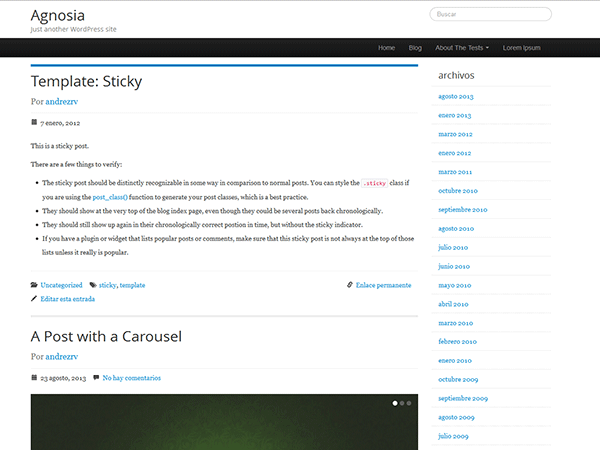 Agnosia
Just another WordPress site
Buscar
Home Blog About The Tests Lorem Ipsum
Template: Sticky
Por andrezrv
7 enero, 2012
This is a sticky post.
There are a few things to verify:
The sticky post should be distinctly recognizable in some way in comparison to normal posts. You can style the .sticky class if
you are using the post_class() function to generate your post classes, which is a best practice.
They should show at the very top of the blog index page, even though they could be several posts back chronologically.
They should still show up again in their chronologically correct postion in time, but without the sticky indicator.
If you have a plugin or widget that lists popular posts or comments, make sure that this sticky post is not always at the top of those
lists unless it really is popular.
Uncategorized sticky, template Enlace permanente
Editar esta entrada
A Post with a Carousel
Por andrezrv
23 agosto, 2013 No hay comentarios
archivos
agosto 2013
enero 2013
marzo 2012
enero 2012
marzo 2011
octubre 2010
septiembre 2010
agosto 2010
julio 2010
junio 2010
mayo 2010
abril 2010
marzo 2010
febrero 2010
enero 2010
octubre 2009
septiembre 2009
agosto 2009
julio 2009